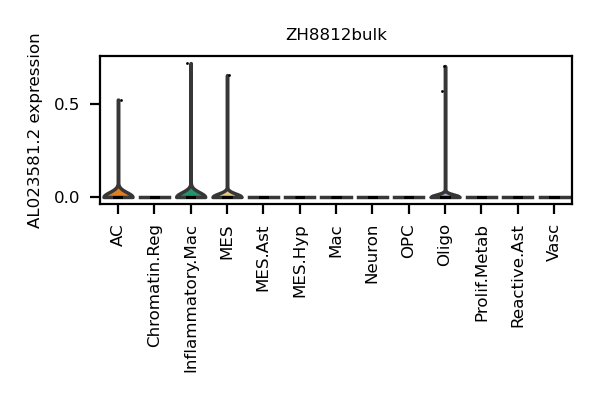 ZH8812bulk
AL023581.2 expression
0.5
0.0
AC
Chromatin.Reg
Inflammatory.Mac
MES
MES.Ast
MES.Hyp
Mac
Neuron
OPC
Oligo
Prolif.Metab
Reactive.Ast
Vasc